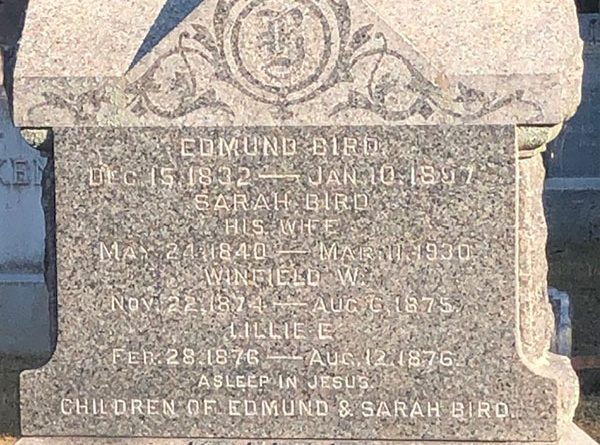 B
EDMUND BIRD
DEC. 15, 1832 — JAN. 10, 1897
SARAH BIRD
HIS WIFE
MAY 24, 1840 — MAR. 11, 1930
WINFIELD W.
NOV. 22, 1874 — AUG. 6, 1875.
LILLIE E.
FEB. 28, 1876 — AUG. 12, 1876.
ASLEEP IN JESUS.
CHILDREN OF EDMUND & SARAH BIRD.